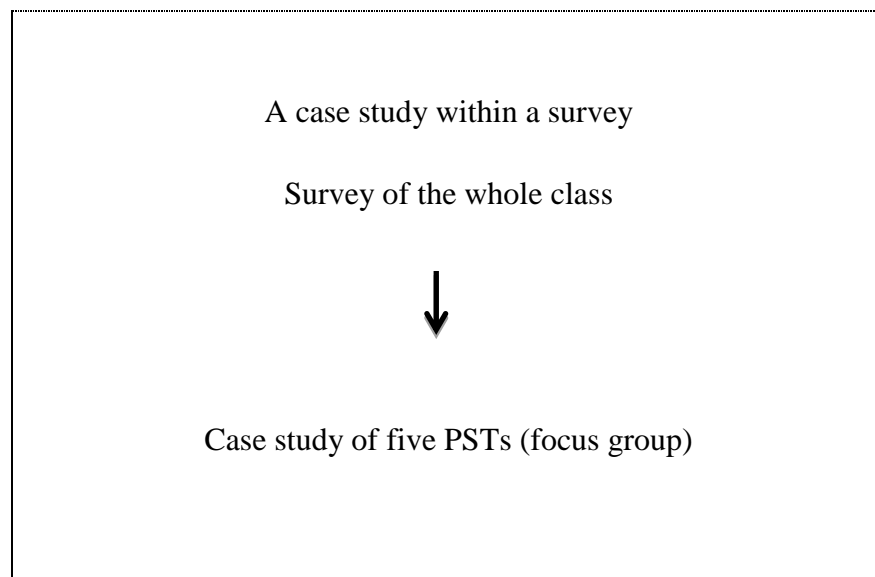 A case study within a survey
Survey of the whole class
Case study of five PSTs (focus group)